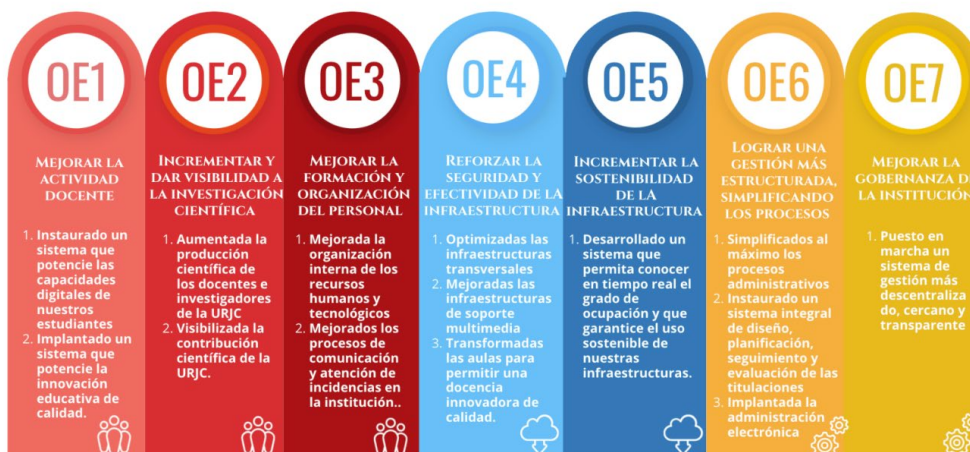 OE1
MEJORAR LA
ACTIVIDAD
DOCENTE
1. Instaurado un
sistema que
potencie las
capacidades
digitales de
nuestros
estudiantes
2. Implantado un
sistema que
potencie la
innovación
educativa de
calidad.
OE2
INCREMENTAR Y
DAR VISIBILIDAD A
LA INVESTIGACIÓN
CIENTÍFICA
1. Aumentada la
producción
científica de
los docentes e
investigadores
de la URJC
2. Visibilizada la
contribución
científica de la
URJC.
OE3
MEJORAR LA
FORMACIÓN Y
ORGANIZACIÓN
DEL PERSONAL
1. Mejorada la
organización
interna de los
recursos
humanos y
tecnológicos
2. Mejorados los
procesos de
comunicación
y atención de
incidencias en
la institución..
OE4
REFORZAR LA
SEGURIDAD Y
EFECTIVIDAD DE LA
INFRAESTRUCTURA
1. Optimizadas las
infraestructuras
transversales
2. Mejoradas las
infraestructuras
de soporte
multimedia
3. Transformadas
las aulas para
permitir una
docencia
innovadora de
calidad.
OE5
INCREMENTAR LA
SOSTENIBILIDAD
DE LA
INFRAESTRUCTURA
1. Desarrollado un
sistema que
permita conocer
en tiempo real el
grado de
ocupación y que
garantice el uso
sostenible de
nuestras
infraestructuras.
OE6
LOGRAR UNA
GESTIÓN MÁS
ESTRUCTURADA,
SIMPLIFICANDO
LOS PROCESOS
1. Simplificados al
máximo los
procesos
administrativos
2. Instaurado un
sistema integral
de diseño,
planificación,
seguimiento y
evaluación de las
titulaciones
3. Implantada la
administración
electrónica
OE7
MEJORAR LA
GOBERNANZA D
LA INSTITUCIÓN
1. Puesto en
marcha un
sistema de
gestión más
descentraliza
do, cercano y
transparente